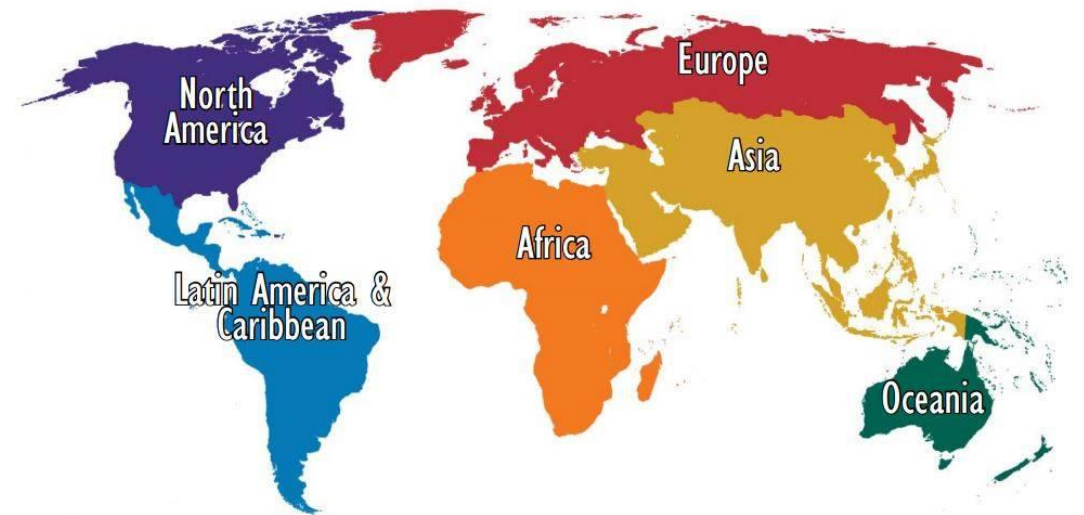 Europe
North
America
Asia
Africa
Latin America &
Caribbean
Oceania